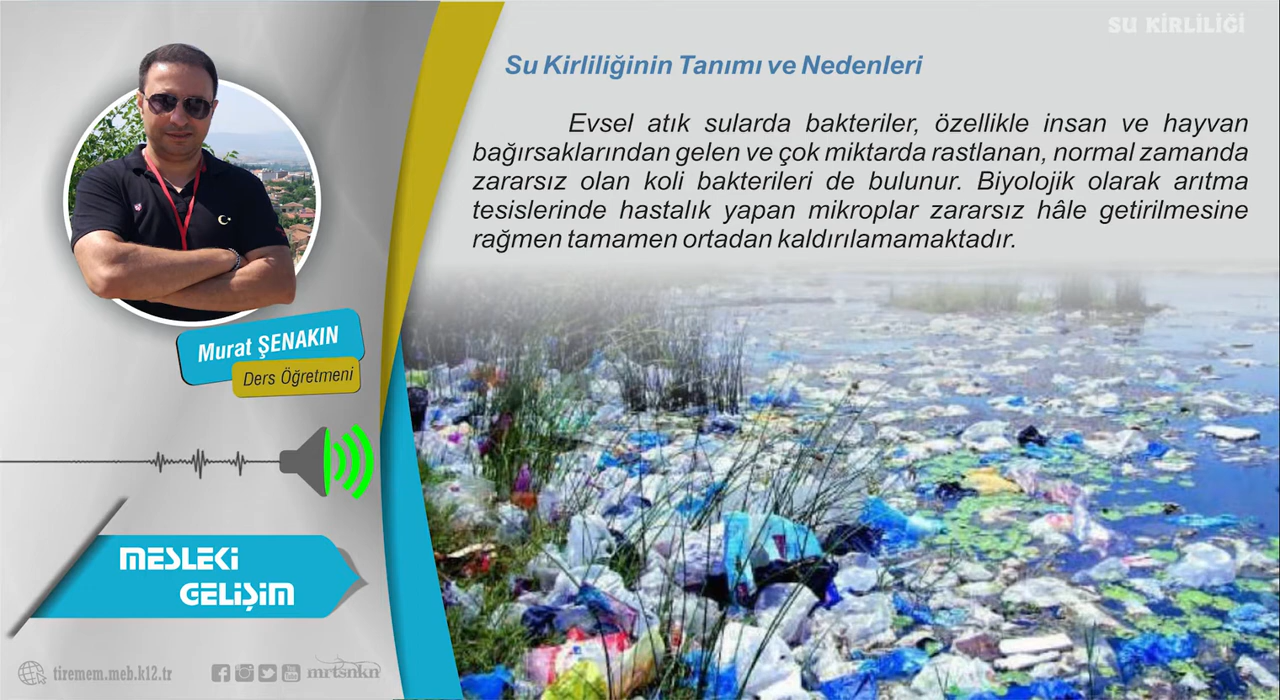 SU KİRLİLİĞİ
Su Kirliliğinin Tanımı ve Nedenleri
Evsel atık sularda bakteriler, özellikle insan ve hayvan
bağırsaklarından gelen ve çok miktarda rastlanan, normal zamanda
zararsız olan koli bakterileri de bulunur. Biyolojik olarak arıtma
tesislerinde hastalık yapan mikroplar zararsız hâle getirilmesine
rağmen tamamen ortadan kaldırılamamaktadır.
Murat ŞENAKIN
Ders Öğretmeni
MESLEKİ
GELİŞİM
tiremem.meb.k12.tr
mrtsnkn